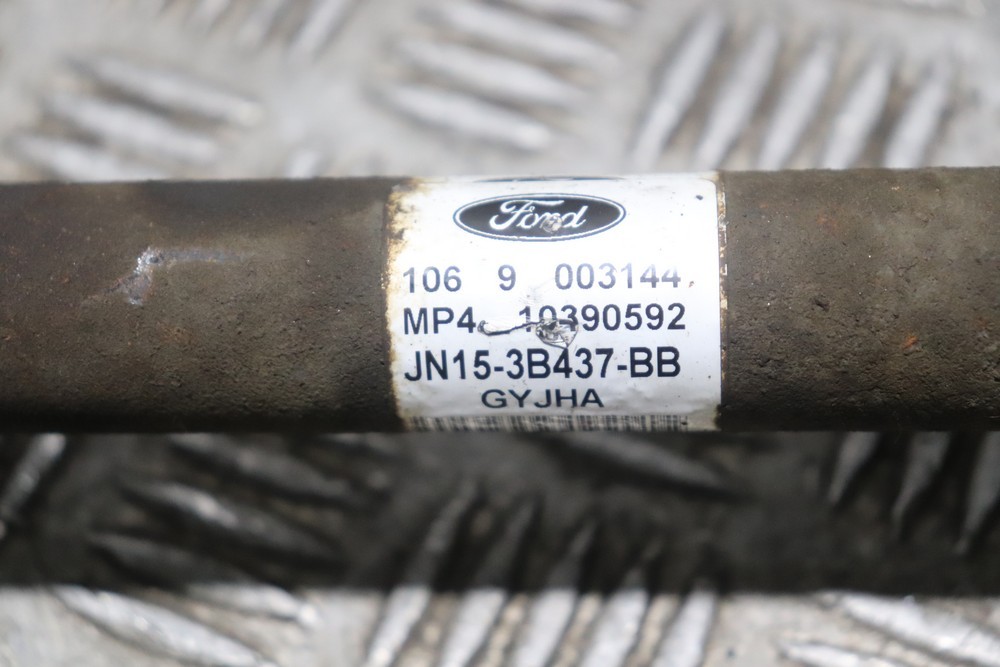 Ford
106 9 003144
MP4 10390592
JN15-3B437-BB
GYJHA